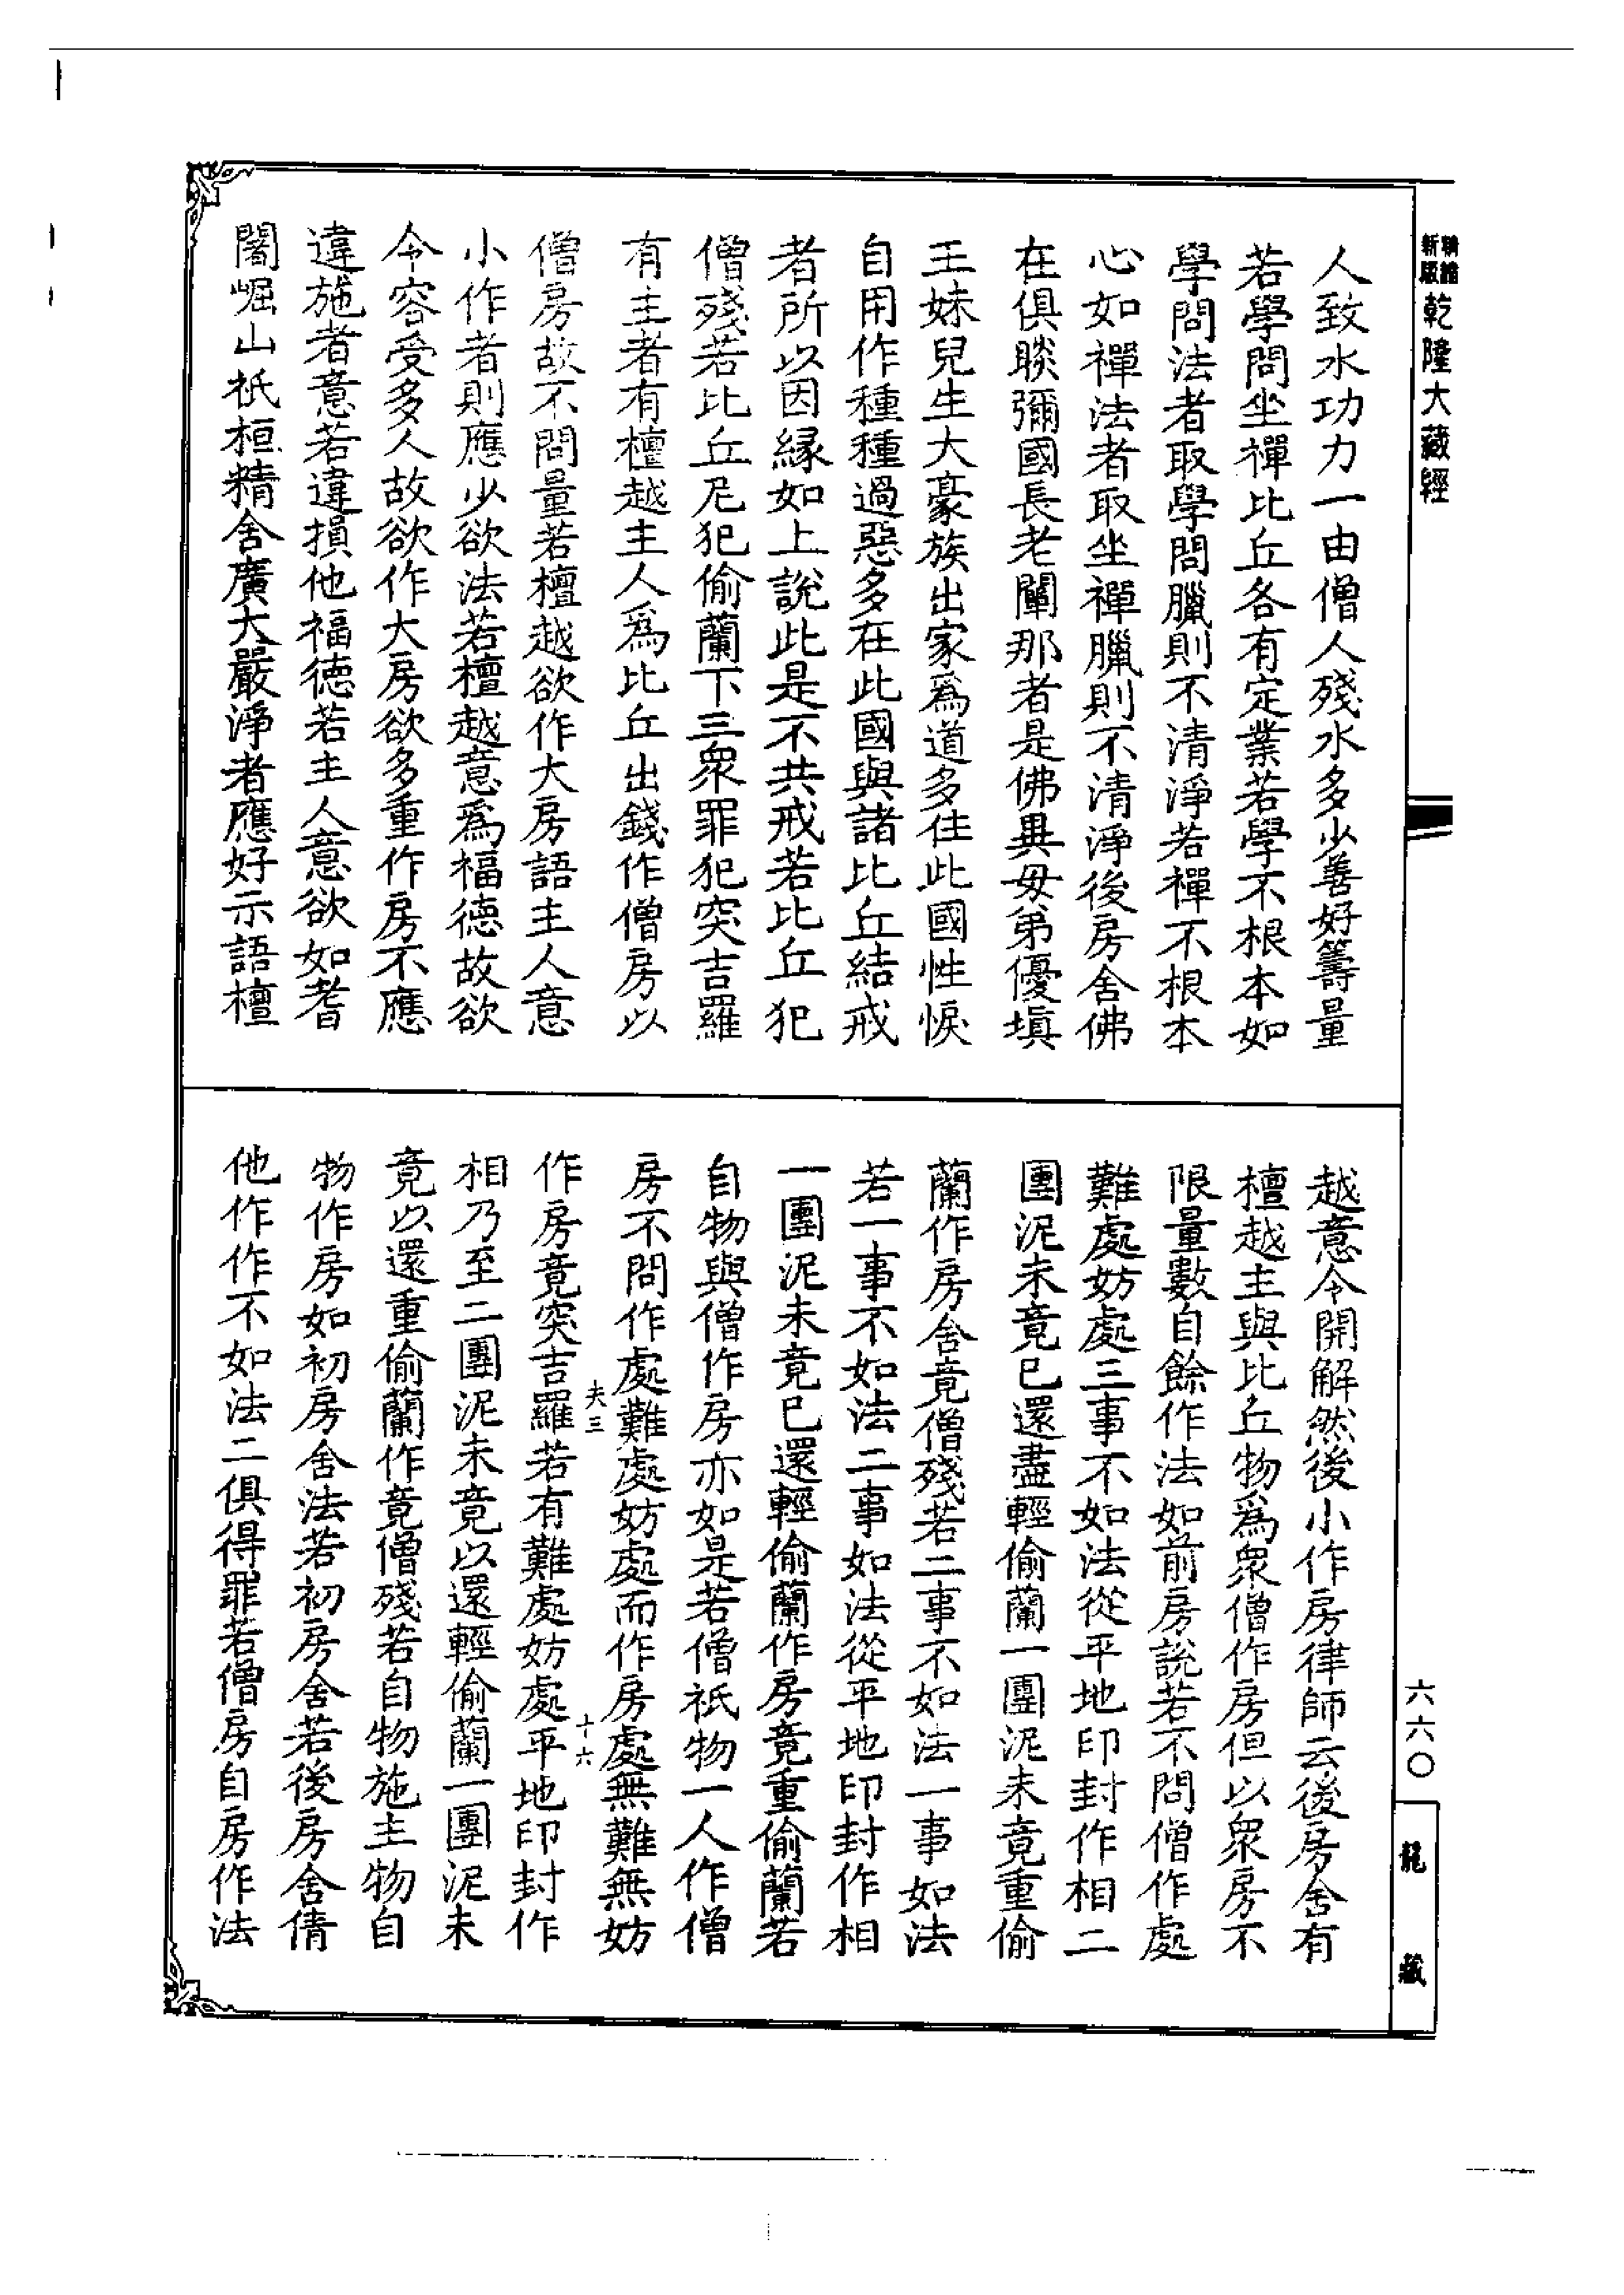 新版
精縮
乾隆大藏經
人致水功力一由僧人殘水多少善好籌量
若學問坐禪比丘各有定業若學不根本如
學問法者取學問臘則不清淨若禪不根本
心如禪法者取坐禪臘則不清淨後房舍佛
在俱睒彌國長老闡那者是佛異母弟優填
王妹兒生大豪族出家為道多住此國性悷
自用作種種過惡多在此國與諸比丘結戒
者所以因緣如上說此是不共戒若比丘犯
僧殘若比丘尼犯偷蘭下三眾罪犯突吉羅
有主者有檀越主人為比丘出錢作僧房以
僧房故不問量若檀越欲作大房語主人意
小作者則應少欲法若檀越意為福德故欲
令容受多人故欲作大房欲多重作房不應
違施者意若違損他福德若主人意欲如耆
闍崛山祇桓精舍廣大嚴淨者應好示語檀
越意令開解然後小作房律師云後房舍有
檀越主與比丘物為眾僧作房但以眾房不
限量數自餘作法如前房說若不問僧作處
難處妨處三事不如法從平地印封作相二
團泥未竟已還盡輕偷蘭一團泥未竟重偷
蘭作房舍竟僧殘若二事不如法一事如法
若一事不如法二事如法從平地印封作相
一團泥未竟已還輕偷蘭作房竟重偷蘭若
自物與僧作房亦如是若僧祇物一人作僧
房不問作處難處妨處而作房處無難無妨
夫三
十六
作房竟突吉羅若有難處妨處平地印封作
相乃至二團泥未竟以還輕偷蘭一團泥未
竟以還重偷蘭作竟僧殘若自物施主物自
物作房如初房舍法若初房舍若後房舍倩
他作作不如法二俱得罪若僧房自房作法
六六〇
龍藏